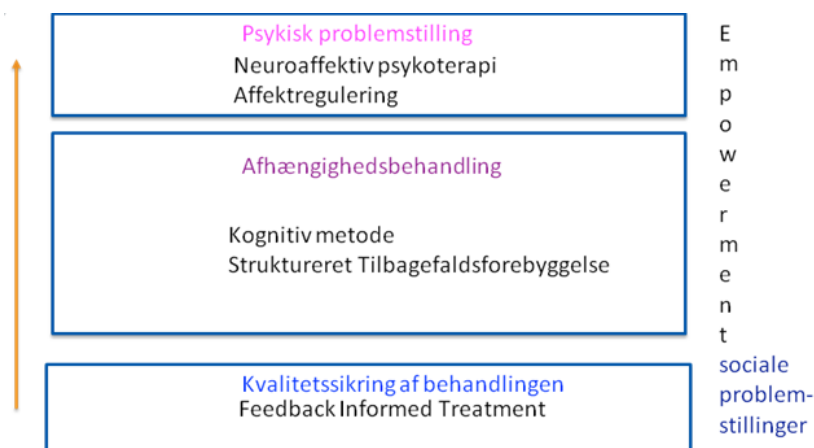 Psykisk problemstilling
Neuroaffektiv psykoterapi
Affektregulering
Afhængighedsbehandling
Kognitiv metode
Struktureret Tilbagefaldsforebyggelse
Kvalitetssikring af behandlingen
Feedback Informed Treatment
E
m
p
o
w
e
r
m
e
n
t
sociale
problem-
stillinger